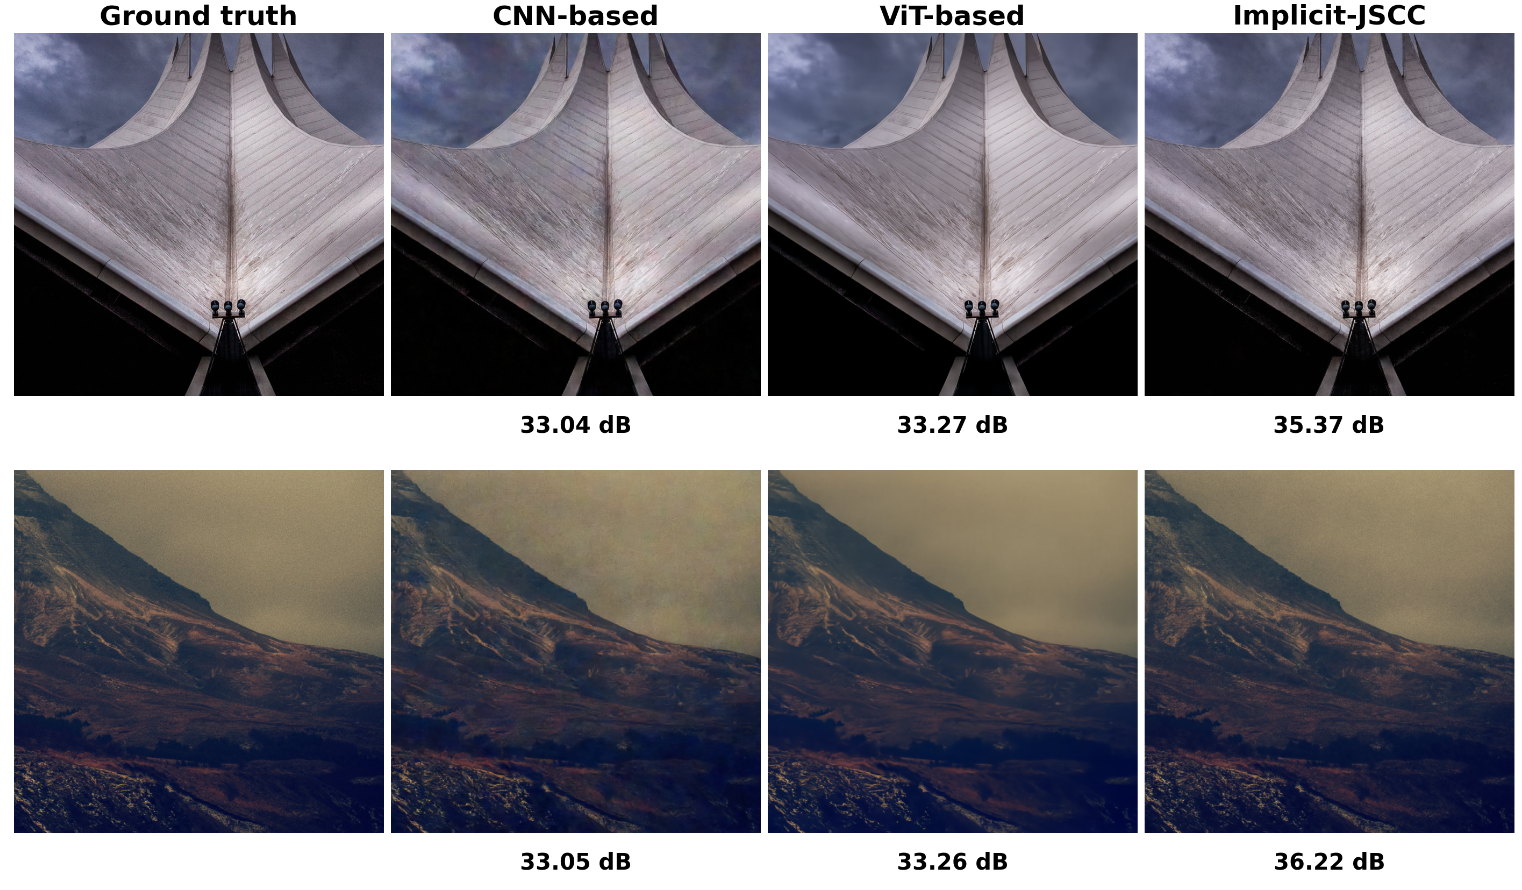 Ground truth CNN-based ViT-based Implicit-JSCC
33.04 dB 33.27 dB 35.37 dB
33.05 dB 33.26 dB 36.22 dB